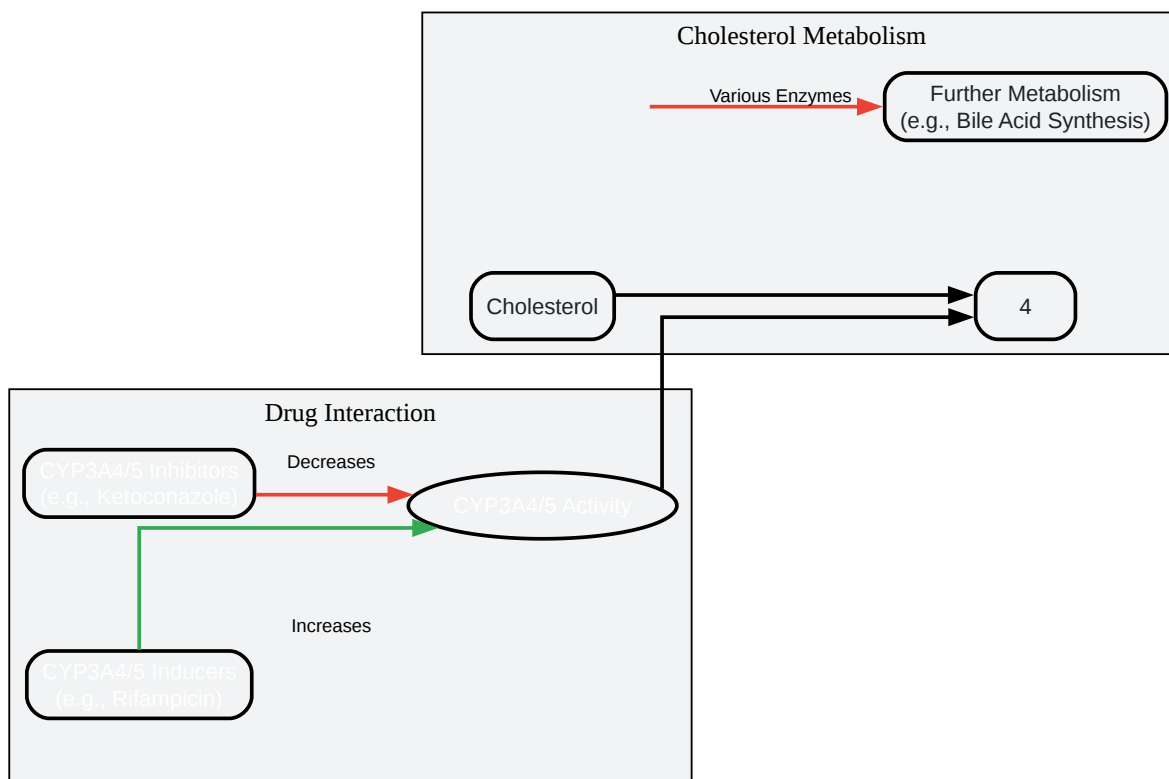 Cholesterol Metabolism
Various Enzymes
Further Metabolism
(e.g., Bile Acid Synthesis)
Cholesterol
4
Drug Interaction
CYP3A4/5 Inhibitors
(e.g., Ketoconazole)
Decreases
CYP3A4/5 Activity
Increases
CYP3A4/5 Inducers
(e.g., Rifampicin)